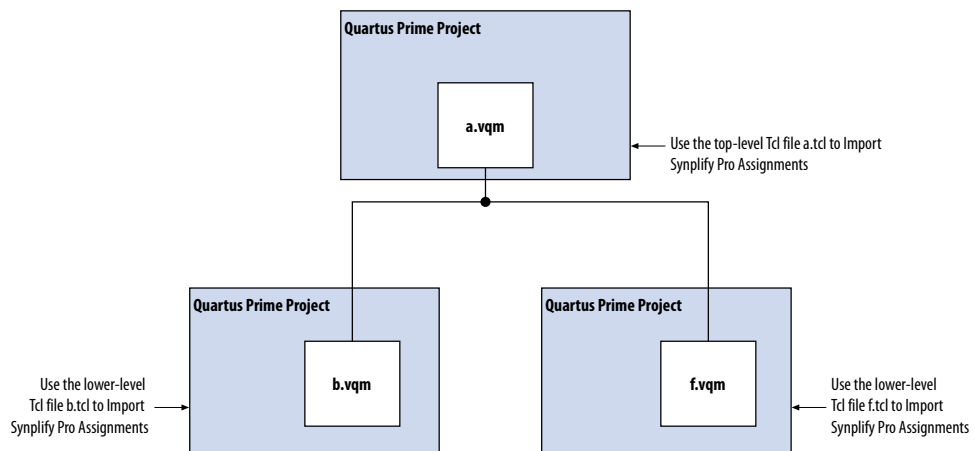 Quartus Prime Project
a.vqm
Use the top-level Tcl file a.tcl to Import
Synplify Pro Assignments
Quartus Prime Project
b.vqm
Use the lower-level
Tcl file b.tcl to Import
Synplify Pro Assignments
Quartus Prime Project
f.vqm
Use the lower-level
Tcl file f.tcl to Import
Synplify Pro Assignments